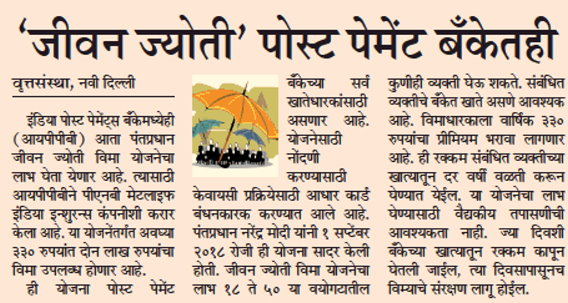 ‘जीवन ज्योती’ पोस्ट पेमेंट बँकेतही
वृत्तसंस्था, नवी दिल्ली
इंडिया पोस्ट पेमेंट्स बँकेमध्येही
(आयपीपीबी) आता पंतप्रधान
जीवन ज्योती विमा योजनेचा
लाभ घेता येणार आहे. त्यासाठी
आयपीपीबीने पीएनबी मेटलाइफ
इंडिया इन्शुरन्स कंपनीशी करार
केला आहे. या योजनेंतर्गत अवघ्या
३३० रुपयांत दोन लाख रुपयांचा
विमा उपलब्ध होणार आहे.
ही योजना पोस्ट पेमेंट
बँकेच्या सर्व
खातेधारकांसाठी
असणार आहे.
योजनेसाठी
नोंदणी
करण्यासाठी
केवायसी प्रक्रियेसाठी आधार कार्ड
बंधनकारक करण्यात आले आहे.
पंतप्रधान नरेंद्र मोदी यांनी १ सप्टेंबर
२०१८ रोजी ही योजना सादर केली
होती. जीवन ज्योती विमा योजनेचा
लाभ १८ ते ५० या वयोगटातील
कुणीही व्यक्ती घेऊ शकते. संबंधित
व्यक्तीचे बँकेत खाते असणे आवश्यक
आहे. विमाधारकाला वार्षिक ३३०
रुपयांचा प्रीमियम भरावा लागणार
आहे. ही रक्कम संबंधित व्यक्तीच्या
खात्यातून दर वर्षी वळती करून
घेण्यात येईल. या योजनेचा लाभ
घेण्यासाठी वैद्यकीय तपासणीची
आवश्यकता नाही. ज्या दिवशी
बँकेच्या खात्यातून रक्कम कापून
घेतली जाईल, त्या दिवसापासूनच
विम्याचे संरक्षण लागू होईल.